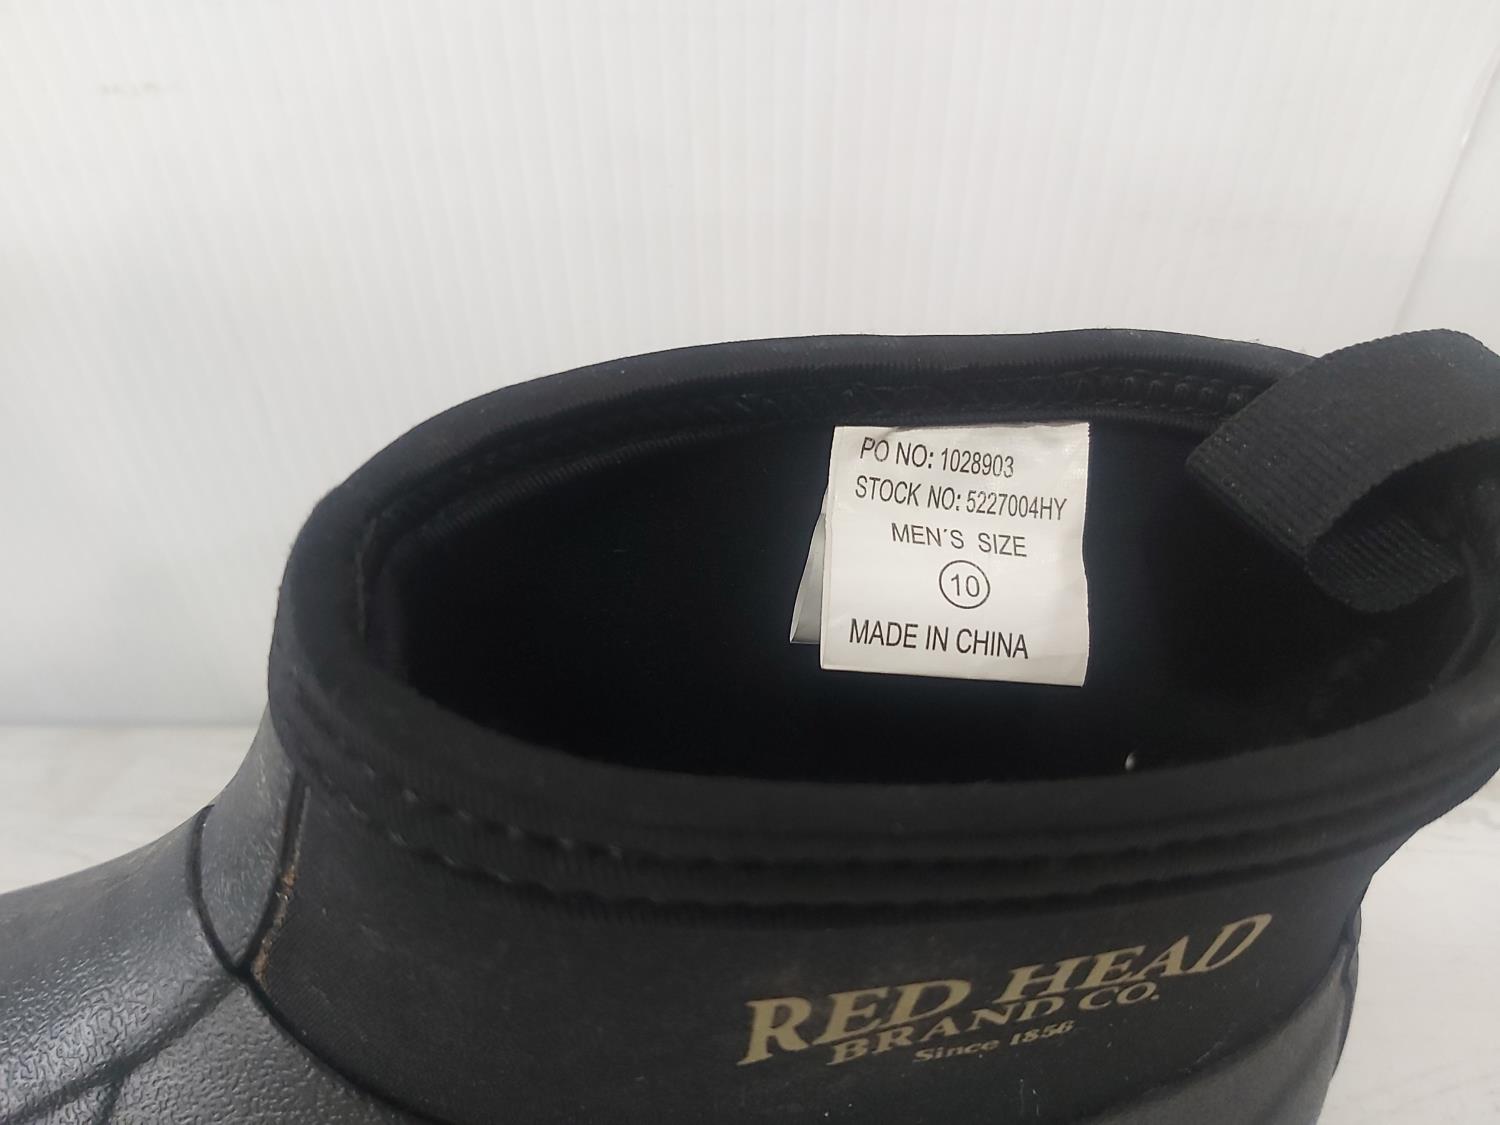 PO NO: 1028903
STOCK NO: 5227004HY
MEN'S SIZE
10
MADE IN CHINA
RED HEAD
BRAND CO.
Since 1856